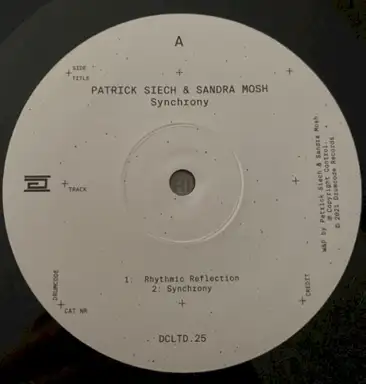 A
SIDE
TITLE
PATRICK SIECH & SANDRA MOSH
Synchrony
TRACK
1: Rhythmic Reflection
2: Synchrony
DRUMCODE
CAT NR
DCLTD.25
CREDIT
W&P by Patrick Siech & Sandra Mosh
@ Copyright Control.
© 2021 Drumcode Records